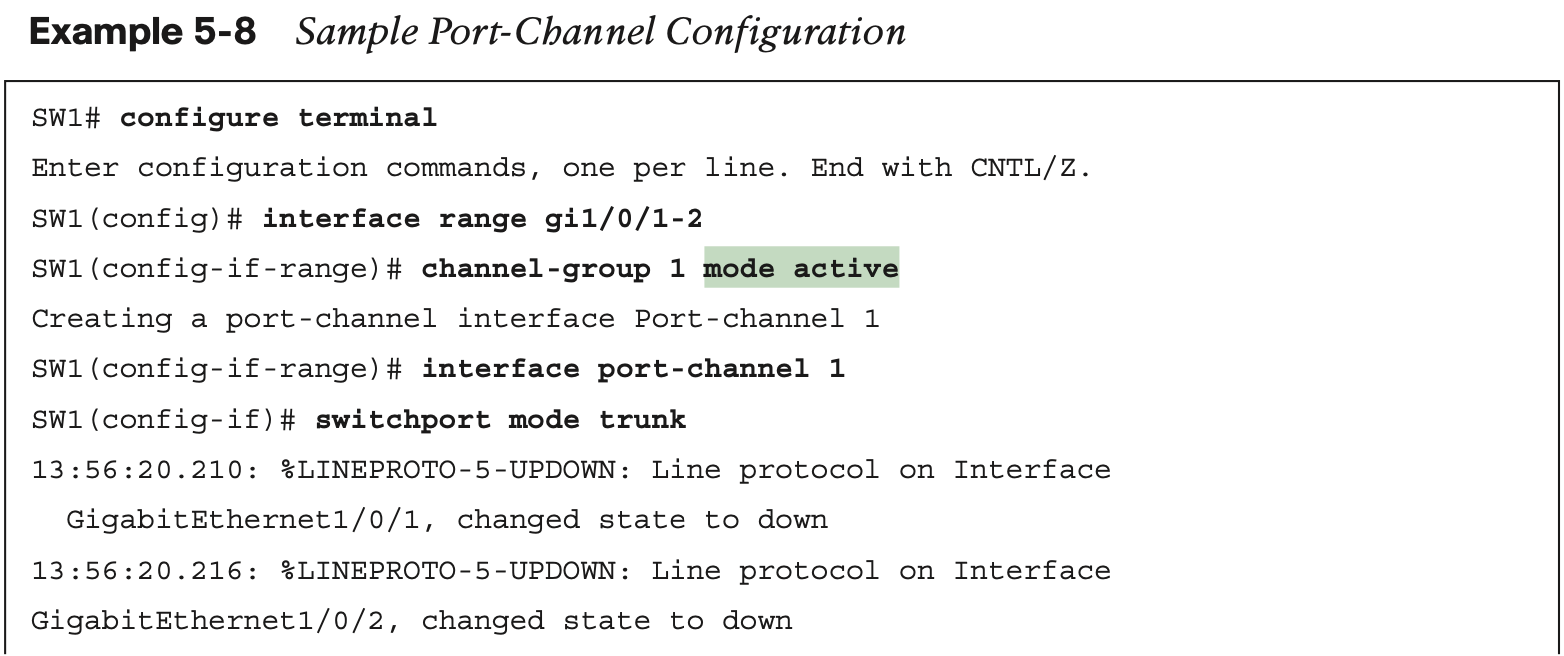 Example 5-8 Sample Port-Channel Configuration
SW1# configure terminal
Enter configuration commands, one per line. End with CNTL/Z.
SW1(config)# interface range gi1/0/1-2
SW1(config-if-range)# channel-group 1 mode active
Creating a port-channel interface Port-channel 1
SW1(config-if-range)# interface port-channel 1
SW1(config-if)# switchport mode trunk
13:56:20.210: %LINEPROTO-5-UPDOWN: Line protocol on Interface
GigabitEthernet1/0/1, changed state to down
13:56:20.216: %LINEPROTO-5-UPDOWN: Line protocol on Interface
GigabitEthernet1/0/2, changed state to down